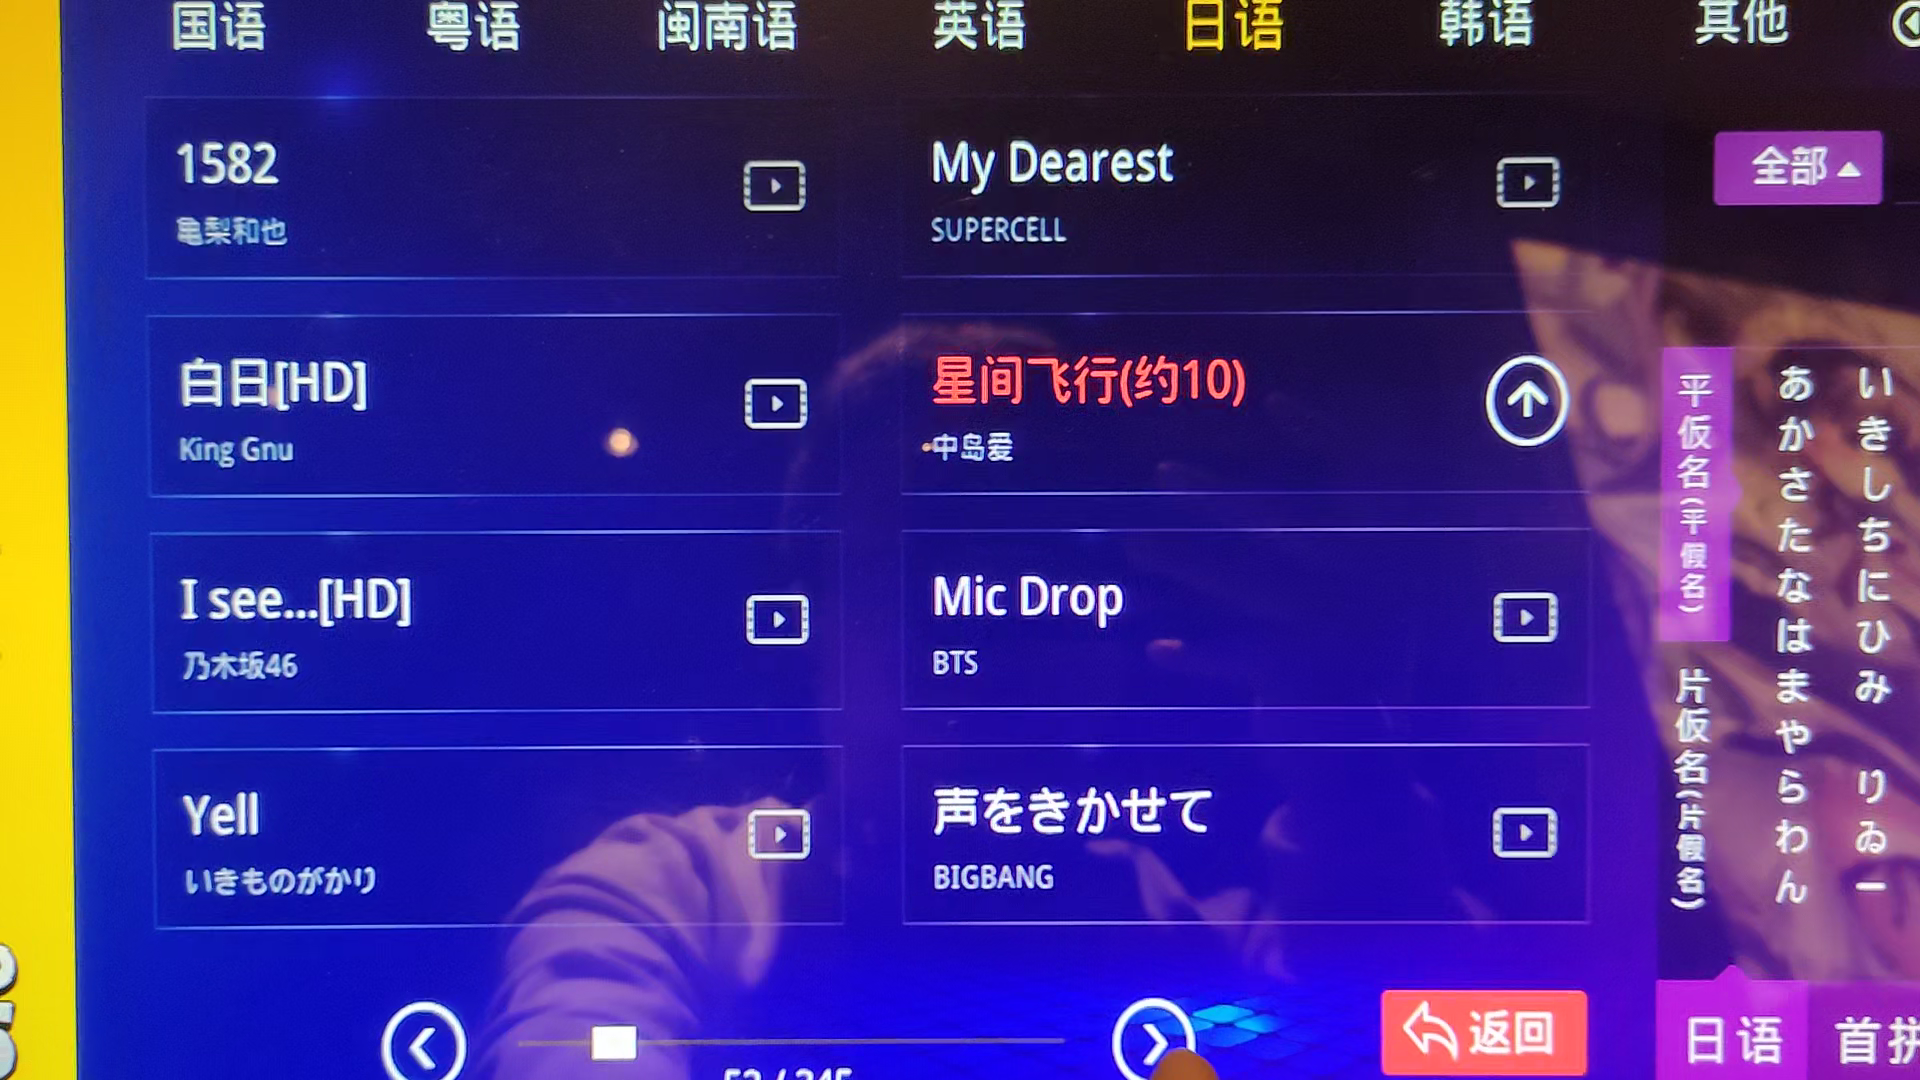 国语 粤语 闽南语 英语 日语 韩语 其他
1582
亀梨和也
My Dearest
SUPERCELL
白日[HD]
King Gnu
星间飞行(约10)
中岛爱
I see...[HD]
乃木坂46
Mic Drop
BTS
Yell
いきものがかり
声をきかせて
BIGBANG
返回
全部
平仮名(平假名)
片仮名(片假名)
あかさたなはまやらわん
いきしちにひみ りゐー
日语
首拼